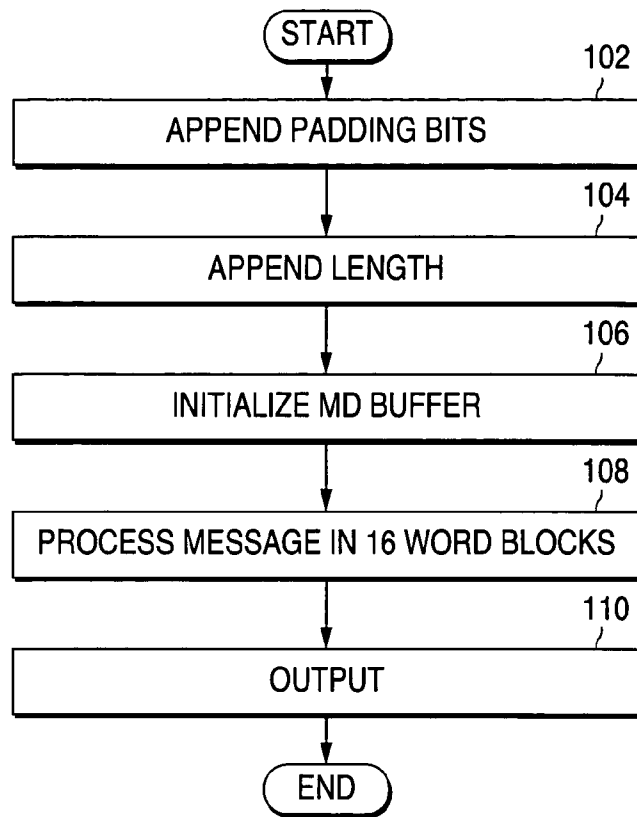 START
102
APPEND PADDING BITS
104
APPEND LENGTH
106
INITIALIZE MD BUFFER
108
PROCESS MESSAGE IN 16 WORD BLOCKS
110
OUTPUT
END